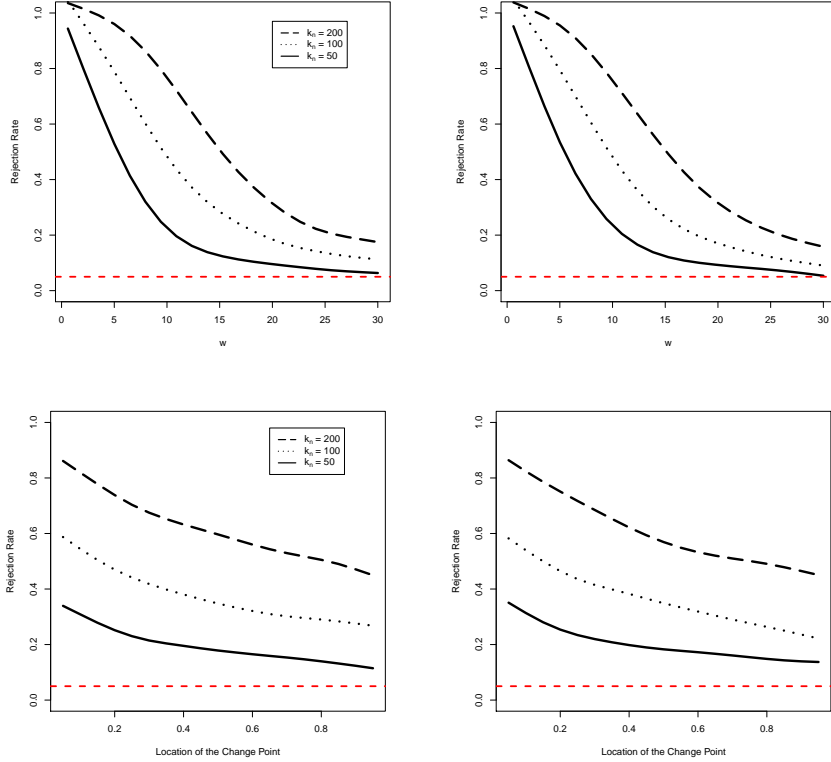 Rejection Rate
0.0 0.2 0.4 0.6 0.8 1.0
kn = 200
kn = 100
kn = 50
0 5 10 15 20 25 30
w
Rejection Rate
0.0 0.2 0.4 0.6 0.8 1.0
0 5 10 15 20 25 30
w
Rejection Rate
0.0 0.2 0.4 0.6 0.8 1.0
kn = 200
kn = 100
kn = 50
0.2 0.4 0.6 0.8
Location of the Change Point
Rejection Rate
0.0 0.2 0.4 0.6 0.8 1.0
0.2 0.4 0.6 0.8
Location of the Change Point